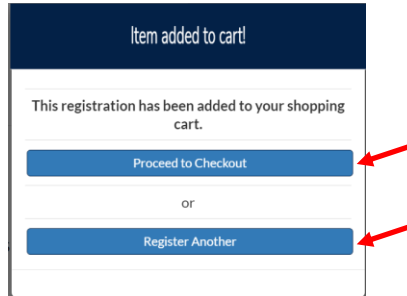 Item added to cart!
This registration has been added to your shopping
cart.
Proceed to Checkout
or
Register Another